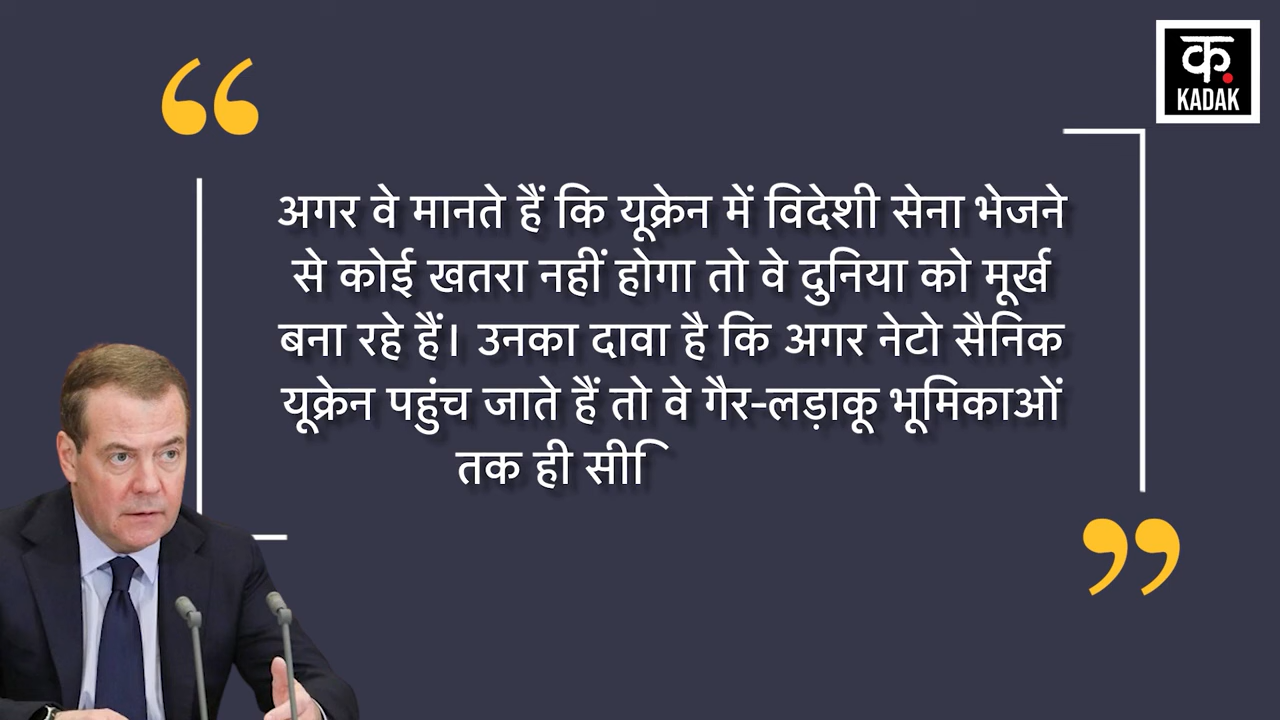 क.
KADAK
अगर वे मानते हैं कि यूक्रेन में विदेशी सेना भेजने
से कोई खतरा नहीं होगा तो वे दुनिया को मूर्ख
बना रहे हैं। उनका दावा है कि अगर नेटो सैनिक
यूक्रेन पहुंच जाते हैं तो वे गैर-लड़ाकू भूमिकाओं
तक ही